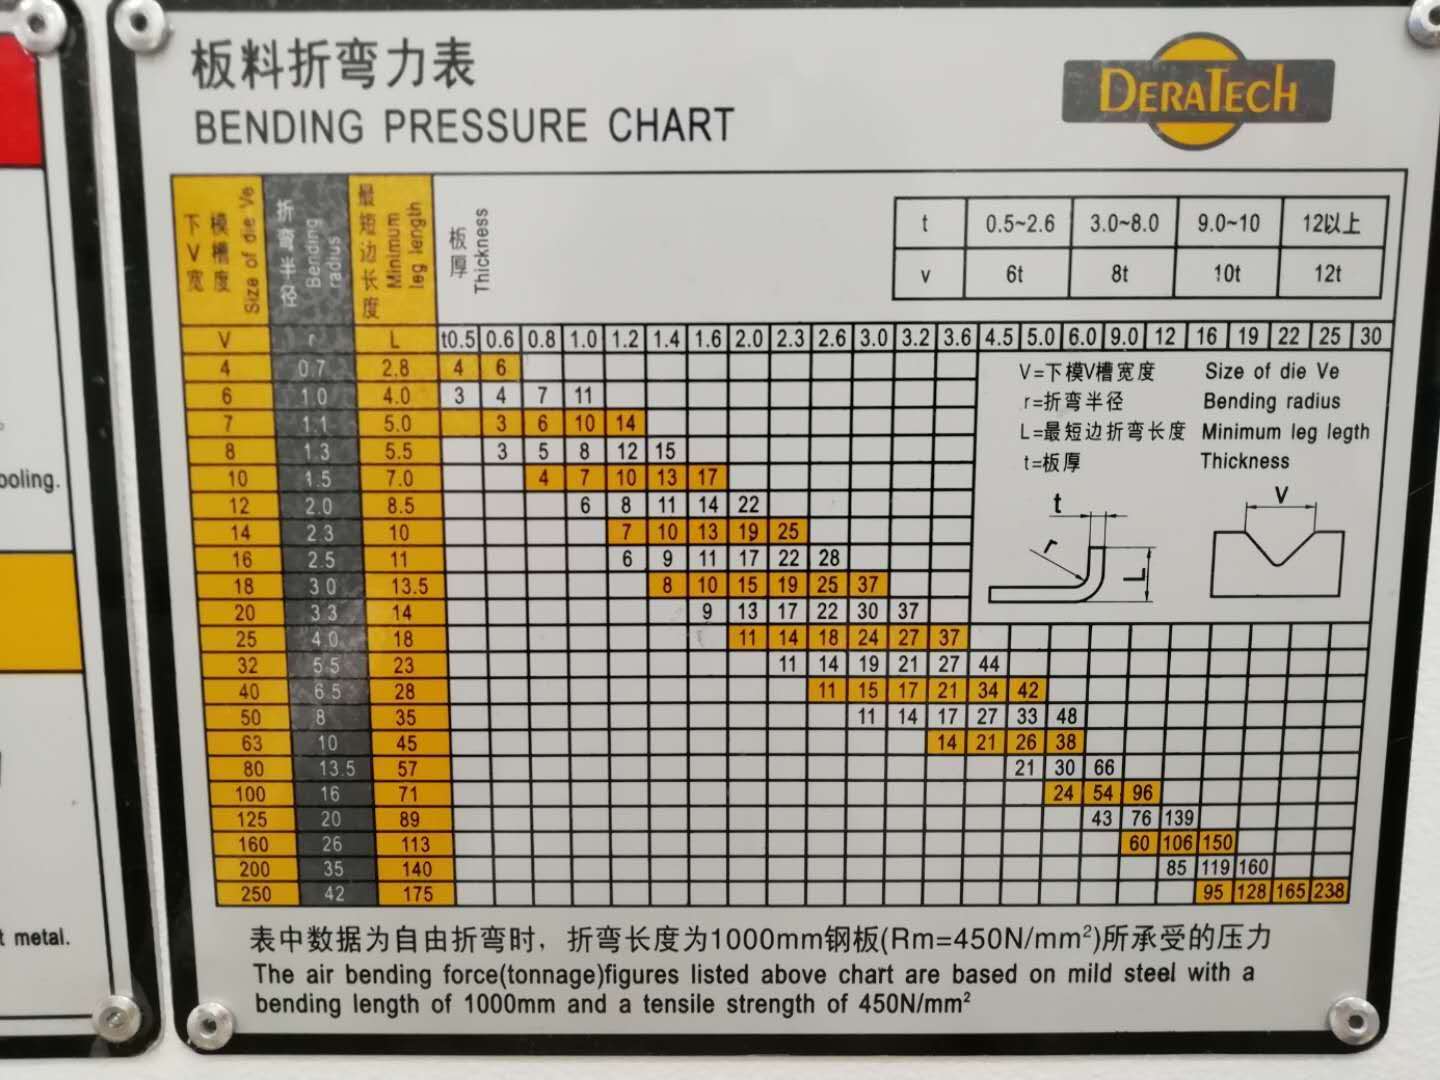 板料折弯力表
BENDING PRESSURE CHART
DERATECH
下模V槽宽度 Size of die Ve
折弯半径 Bending radius
最短边长度 Minimum leg length
板厚 Thickness
t 0.5~2.6 3.0~8.0 9.0~10 12以上
v 6t 8t 10t 12t
V r L t0.5 0.6 0.8 1.0 1.2 1.4 1.6 2.0 2.3 2.6 3.0 3.2 3.6 4.5 5.0 6.0 9.0 12 16 19 22 25 30
4 0.7 2.8 4 6
6 1.0 4.0 3 4 7 11
7 1.1 5.0 3 6 10 14
8 1.3 5.5 3 5 8 12 15
10 1.5 7.0 4 7 10 13 17
12 2.0 8.5 6 8 11 14 22
14 2.3 10 7 10 13 19 25
16 2.5 11 6 9 11 17 22 28
18 3.0 13.5 8 10 15 19 25 37
20 3.3 14 9 13 17 22 30 37
25 4.0 18 11 14 18 24 27 37
32 5.5 23 11 14 19 21 27 44
40 6.5 28 11 15 17 21 34 42
50 8 35 11 14 17 27 33 48
63 10 45 14 21 26 38
80 13.5 57 21 30 66
100 16 71 24 54 96
125 20 89 43 76 139
160 26 113 60 106 150
200 35 140 85 119 160
250 42 175 95 128 165 238
V=下模V槽宽度 Size of die Ve
r=折弯半径 Bending radius
L=最短边折弯长度 Minimum leg legth
t=板厚 Thickness
t
r
L
V
表中数据为自由折弯时，折弯长度为1000mm钢板(Rm=450N/mm²)所承受的压力
The air bending force(tonnage)figures listed above chart are based on mild steel with a
bending length of 1000mm and a tensile strength of 450N/mm²
ooling.
t metal.